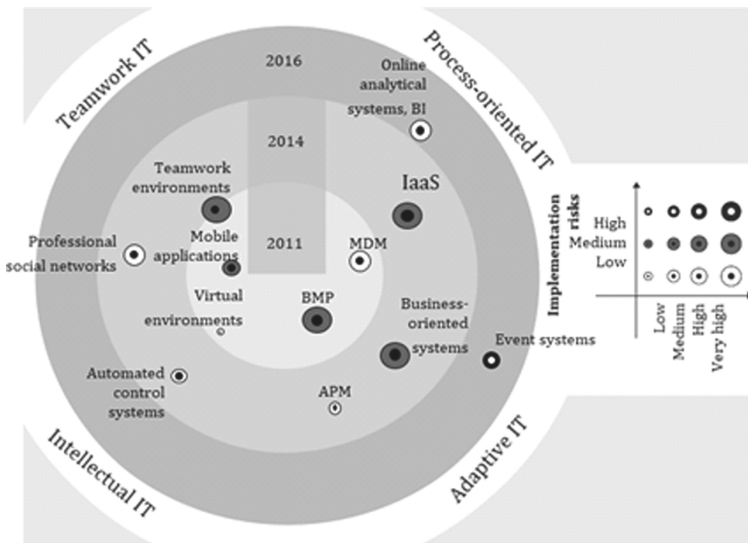 Teamwork IT
Process-oriented IT
2016
Online
analytical
systems, BI
2014
Teamwork
environments
IaaS
Professional
social networks
Mobile
applications
2011
MDM
Virtual
environments
BMP
Business-
oriented
systems
Event systems
Automated
control
systems
APM
Intellectual IT
Adaptive IT
Implementation
risks
High
Medium
Low
Low
Medium
High
Very high